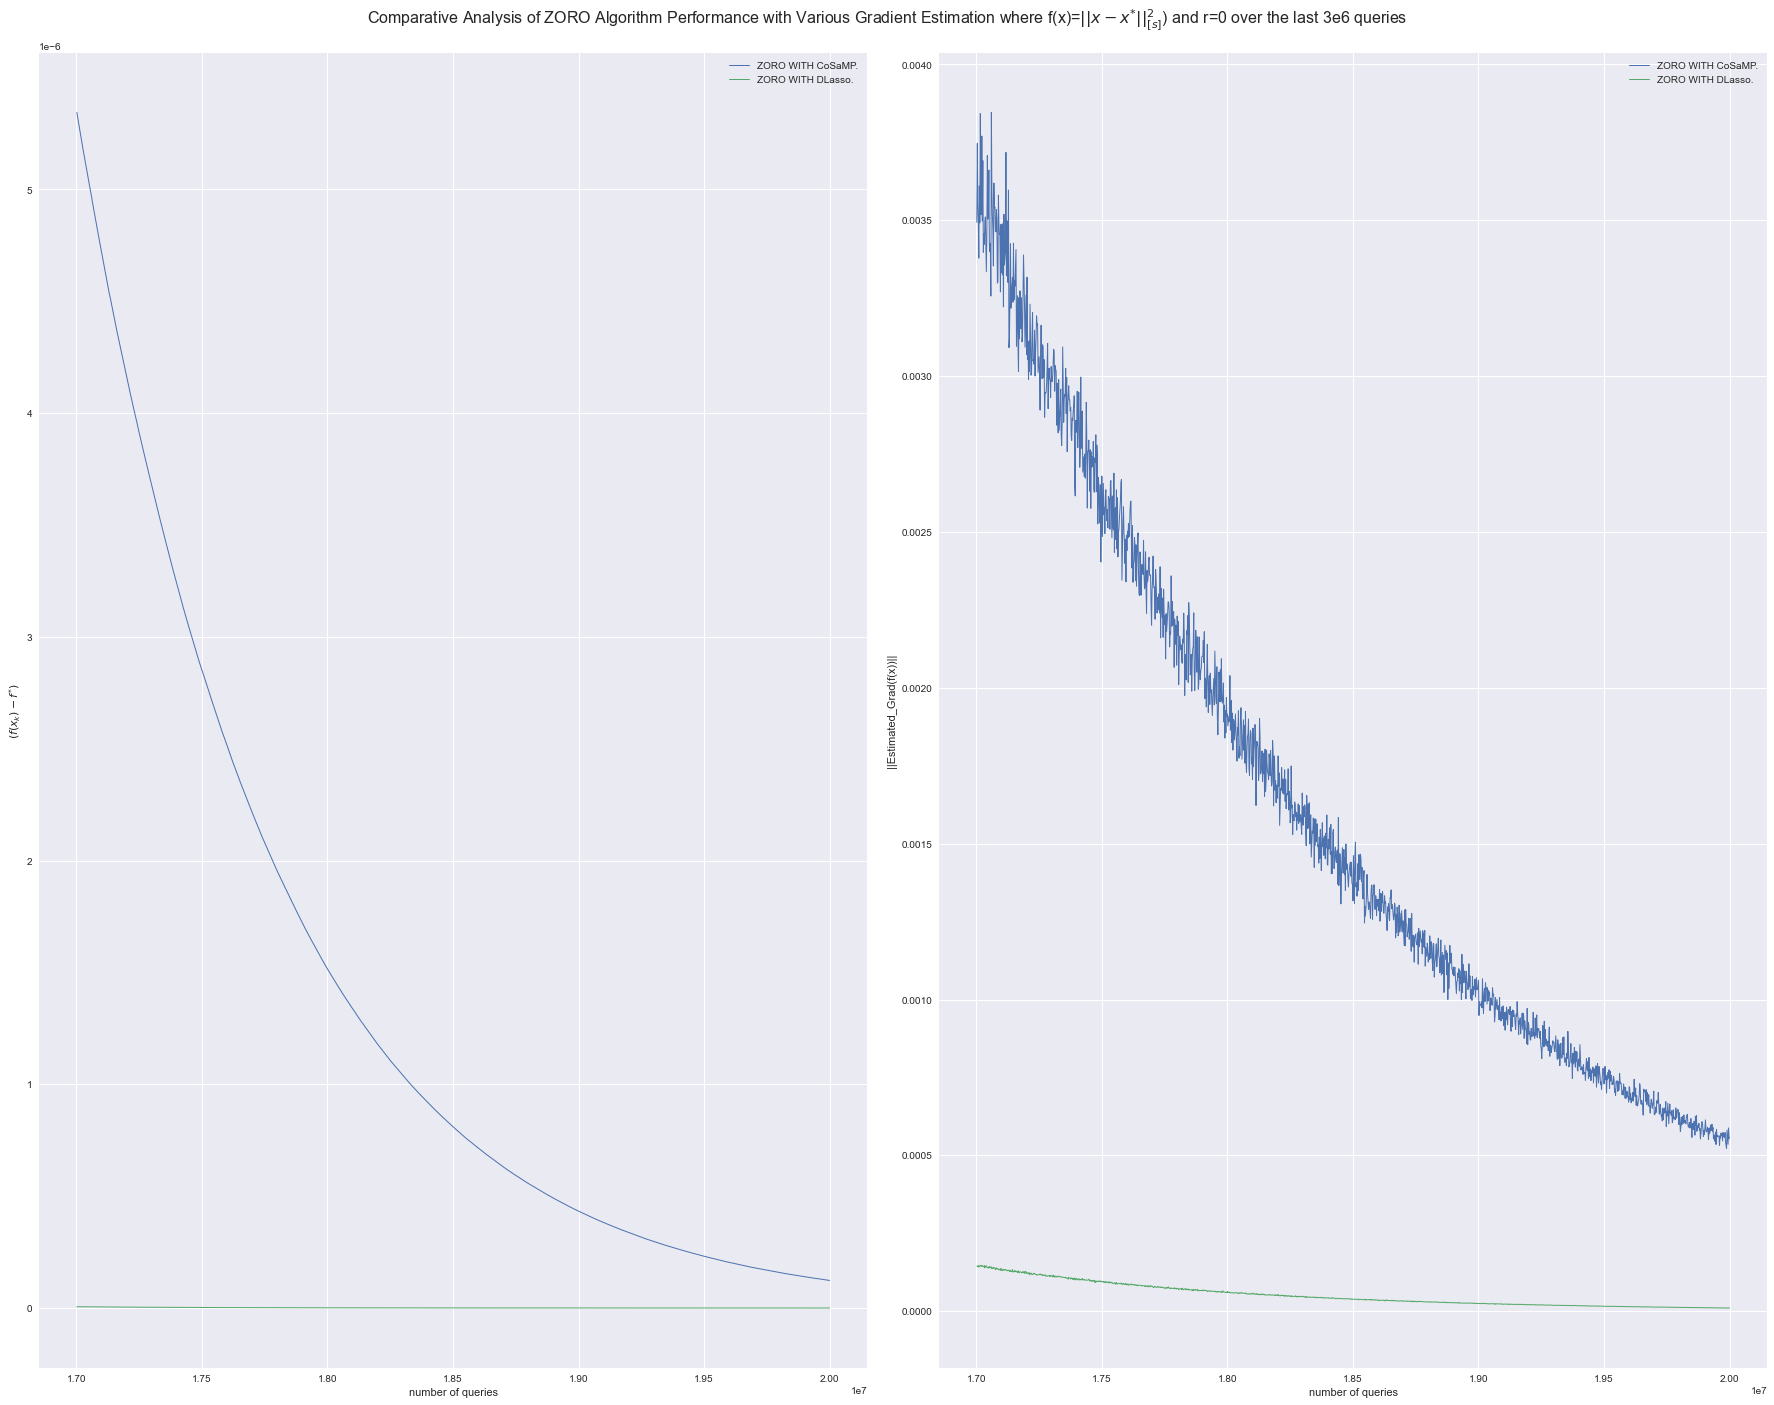 Comparative Analysis of ZORO Algorithm Performance with Various Gradient Estimation where f(x)=||x − x*||²[s]) and r=0 over the last 3e6 queries
1e−6
ZORO WITH CoSaMP.
ZORO WITH DLasso.
5
4
3
2
1
0
(f(xₖ) − f*)
1.70
1.75
1.80
1.85
1.90
1.95
2.00
1e7
number of queries
ZORO WITH CoSaMP.
ZORO WITH DLasso.
0.0040
0.0035
0.0030
0.0025
0.0020
0.0015
0.0010
0.0005
0.0000
||Estimated_Grad(f(x))||
1.70
1.75
1.80
1.85
1.90
1.95
2.00
1e7
number of queries